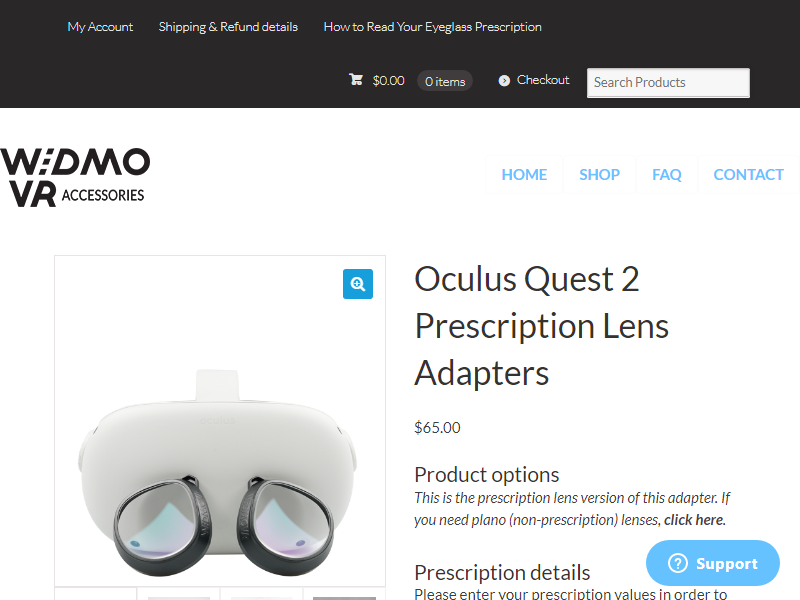 My Account Shipping & Refund details How to Read Your Eyeglass Prescription
$0.00 0 items Checkout Search Products
WIDMO
VR ACCESSORIES
HOME SHOP FAQ CONTACT
Oculus Quest 2
Prescription Lens
Adapters
$65.00
Product options
This is the prescription lens version of this adapter. If
you need plano (non-prescription) lenses, click here.
Prescription details
Please enter your prescription values in order to
Support